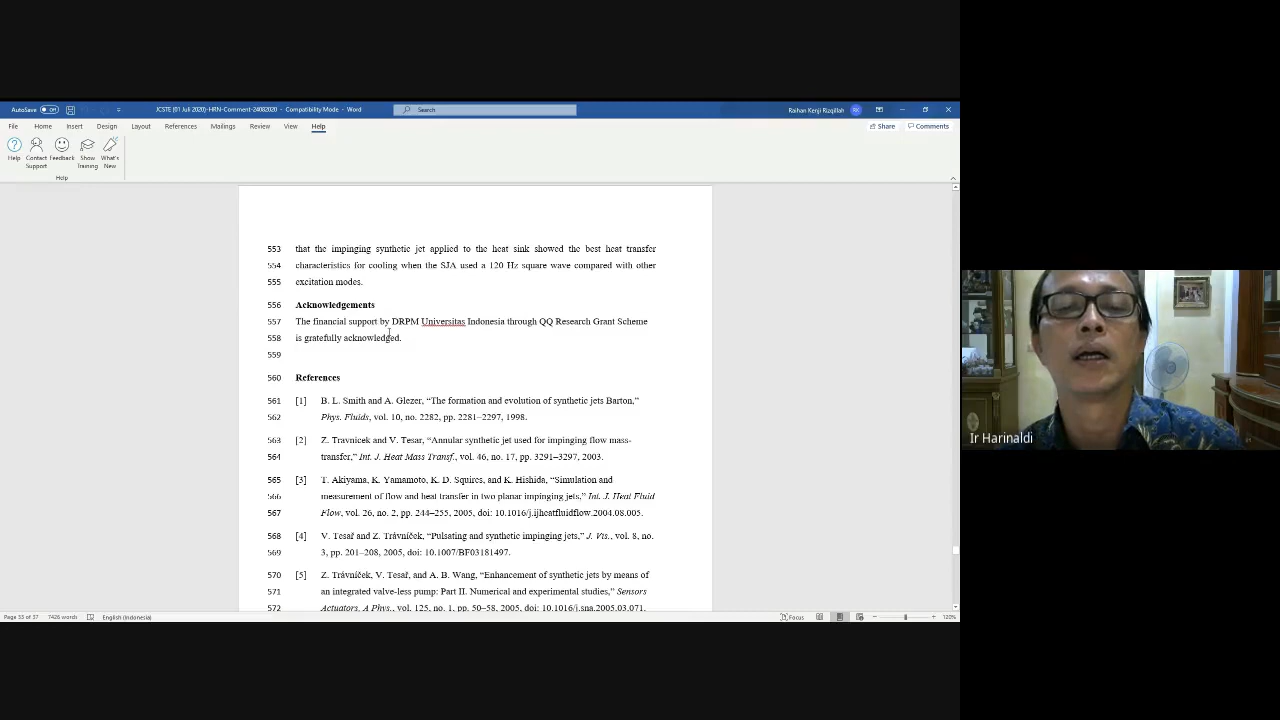 AutoSave Off
JCSTE (01 Juli 2020)-HRN-Comment-24082020 - Compatibility Mode - Word
Search
Raihan Kenji Rizqillah
File Home Insert Design Layout References Mailings Review View Help
Share Comments
Help Contact Support Feedback Show Training What's New
Help
553 that the impinging synthetic jet applied to the heat sink showed the best heat transfer
554 characteristics for cooling when the SJA used a 120 Hz square wave compared with other
555 excitation modes.
556 Acknowledgements
557 The financial support by DRPM Universitas Indonesia through QQ Research Grant Scheme
558 is gratefully acknowledged.
559
560 References
561 [1] B. L. Smith and A. Glezer, “The formation and evolution of synthetic jets Barton,”
562 Phys. Fluids, vol. 10, no. 2282, pp. 2281–2297, 1998.
563 [2] Z. Travnicek and V. Tesar, “Annular synthetic jet used for impinging flow mass-
564 transfer,” Int. J. Heat Mass Transf., vol. 46, no. 17, pp. 3291–3297, 2003.
565 [3] T. Akiyama, K. Yamamoto, K. D. Squires, and K. Hishida, “Simulation and
566 measurement of flow and heat transfer in two planar impinging jets,” Int. J. Heat Fluid
567 Flow, vol. 26, no. 2, pp. 244–255, 2005, doi: 10.1016/j.ijheatfluidflow.2004.08.005.
568 [4] V. Tesař and Z. Trávníček, “Pulsating and synthetic impinging jets,” J. Vis., vol. 8, no.
569 3, pp. 201–208, 2005, doi: 10.1007/BF03181497.
570 [5] Z. Trávníček, V. Tesař, and A. B. Wang, “Enhancement of synthetic jets by means of
571 an integrated valve-less pump: Part II. Numerical and experimental studies,” Sensors
572 Actuators, A Phys., vol. 125, no. 1, pp. 50–58, 2005, doi: 10.1016/j.sna.2005.03.071.
Page 35 of 37 7426 words English (Indonesia)
Focus
120%
Ir Harinaldi